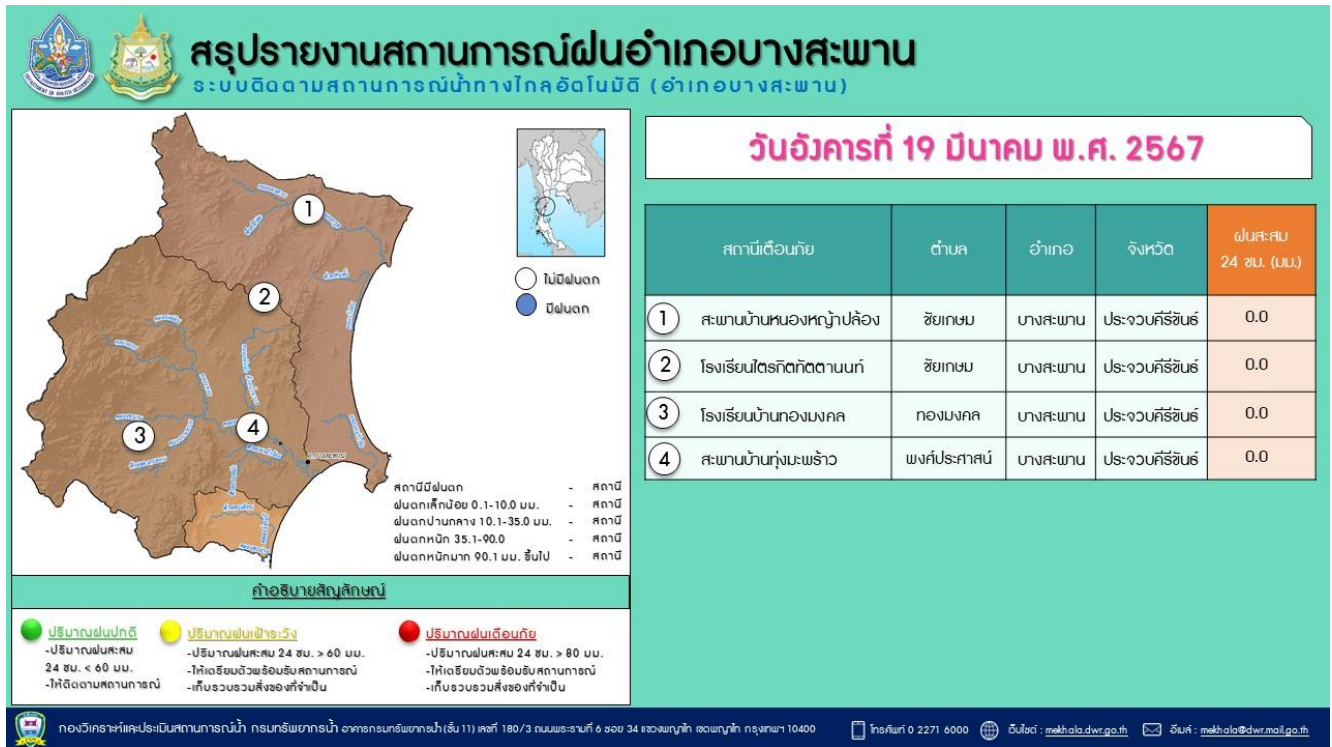 สรุปรายงานสถานการณ์ฝนอำเภอบางสะพาน
ระบบติดตามสถานการณ์น้ำทางไกลอัตโนมัติ (อำเภอบางสะพาน)
วันอังคารที่ 19 มีนาคม พ.ศ. 2567
1
2
3
4
ไม่มีฝนตก
มีฝนตก
สถานีมีฝนตก - สถานี
ฝนตกเล็กน้อย 0.1-10.0 มม. - สถานี
ฝนตกปานกลาง 10.1-35.0 มม. - สถานี
ฝนตกหนัก 35.1-90.0 - สถานี
ฝนตกหนักมาก 90.1 มม. ขึ้นไป - สถานี
สถานีเตือนภัย ตำบล อำเภอ จังหวัด ฝนสะสม
24 ชม. (มม.)
1 สะพานบ้านหนองหญ้าปล้อง ชัยเกษม บางสะพาน ประจวบคีรีขันธ์ 0.0
2 โรงเรียนไตรกิตทัตตานนท์ ชัยเกษม บางสะพาน ประจวบคีรีขันธ์ 0.0
3 โรงเรียนบ้านทองมงคล ทองมงคล บางสะพาน ประจวบคีรีขันธ์ 0.0
4 สะพานบ้านทุ่งมะพร้าว พงศ์ประศาสน์ บางสะพาน ประจวบคีรีขันธ์ 0.0
คำอธิบายสัญลักษณ์
ปริมาณฝนปกติ
-ปริมาณฝนสะสม
24 ชม. < 60 มม.
-ให้ติดตามสถานการณ์
ปริมาณฝนเฝ้าระวัง
-ปริมาณฝนสะสม 24 ชม. > 60 มม.
-ให้เตรียมตัวพร้อมรับสถานการณ์
-เก็บรวบรวมสิ่งของที่จำเป็น
ปริมาณฝนเตือนภัย
-ปริมาณฝนสะสม 24 ชม. > 80 มม.
-ให้เตรียมตัวพร้อมรับสถานการณ์
-เก็บรวบรวมสิ่งของที่จำเป็น
กองวิเคราะห์และประเมินสถานการณ์น้ำ กรมทรัพยากรน้ำ อาคารกรมทรัพยากรน้ำ (ชั้น 11) เลขที่ 180/3 ถนนพระรามที่ 6 ซอย 34 แขวงพญาไท เขตพญาไท กรุงเทพฯ 10400 โทรศัพท์ 0 2271 6000 เว็บไซต์ : mekhala.dwr.go.th อีเมล์ : mekhala@dwr.mail.go.th